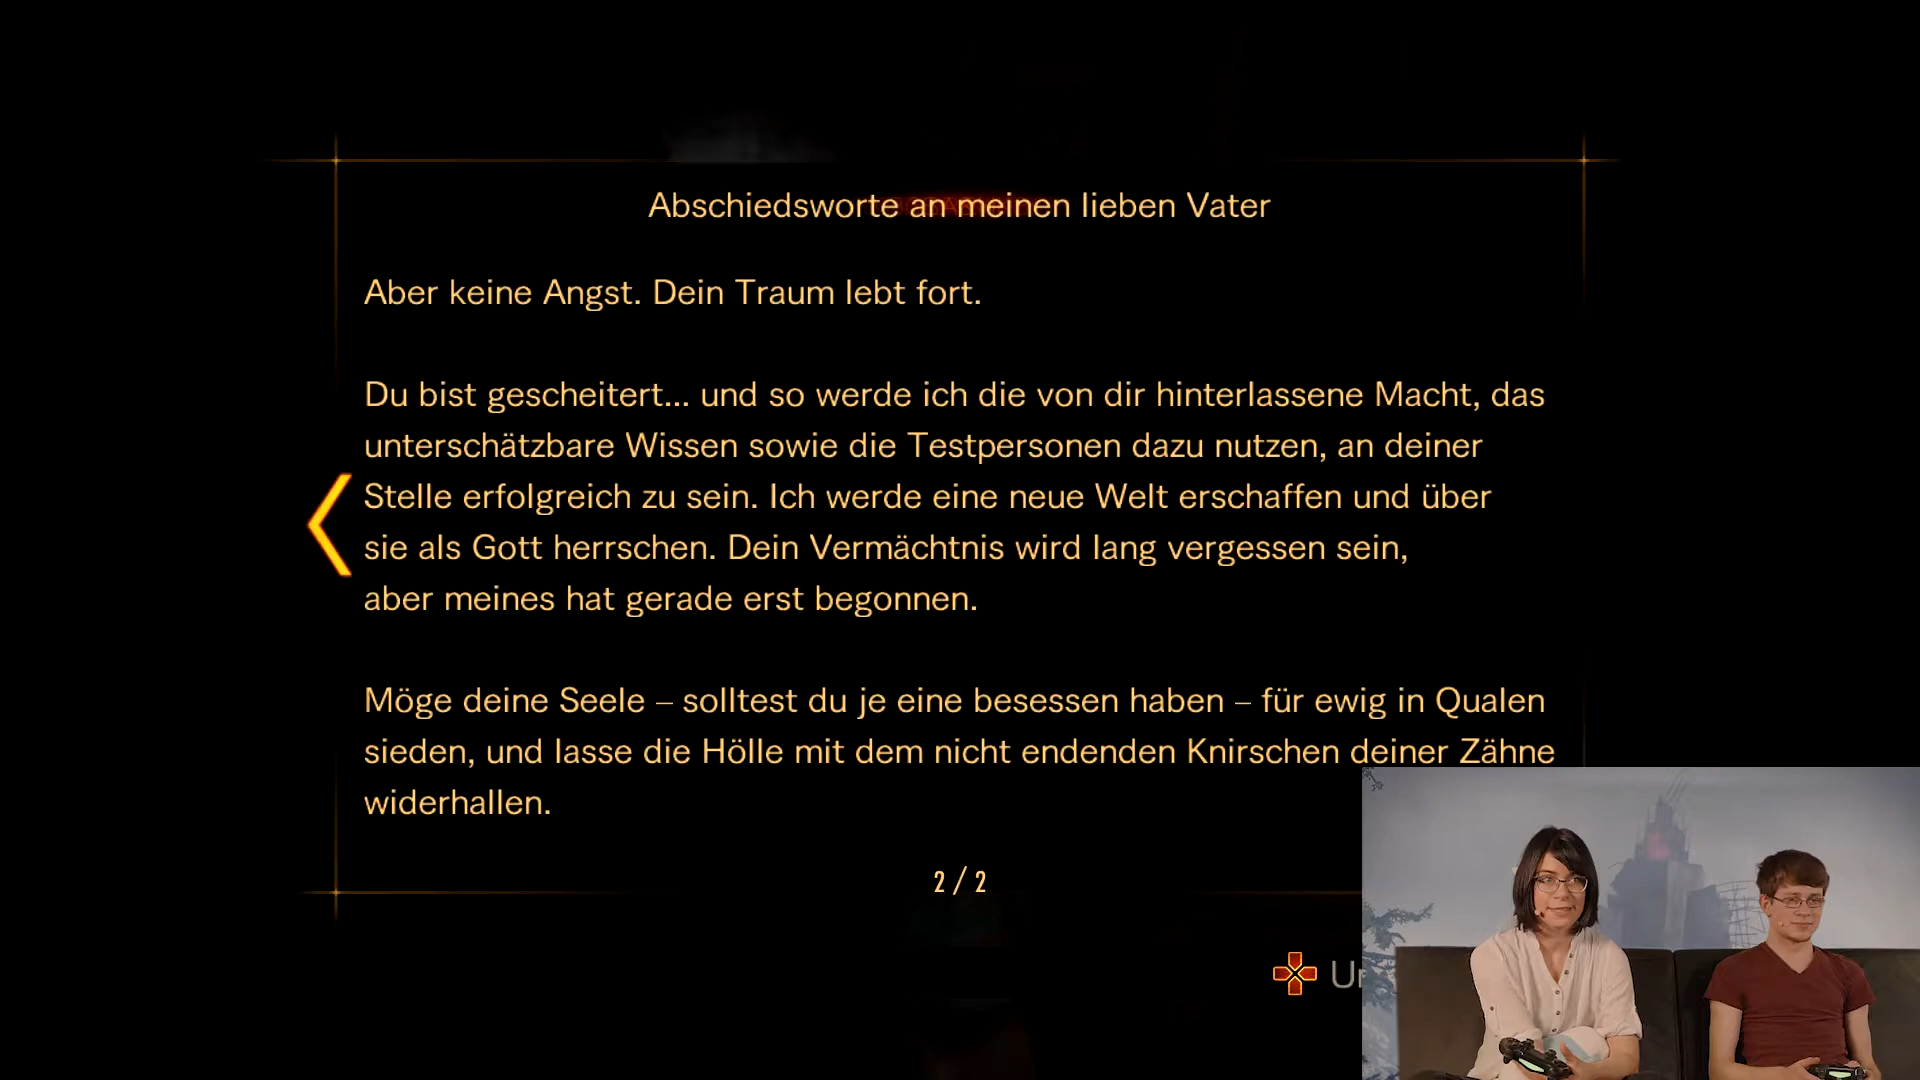 Abschiedsworte an meinen lieben Vater
Aber keine Angst. Dein Traum lebt fort.
Du bist gescheitert... und so werde ich die von dir hinterlassene Macht, das
unterschätzbare Wissen sowie die Testpersonen dazu nutzen, an deiner
Stelle erfolgreich zu sein. Ich werde eine neue Welt erschaffen und über
sie als Gott herrschen. Dein Vermächtnis wird lang vergessen sein,
aber meines hat gerade erst begonnen.
Möge deine Seele – solltest du je eine besessen haben – für ewig in Qualen
sieden, und lasse die Hölle mit dem nicht endenden Knirschen deiner Zähne
widerhallen.
2 / 2